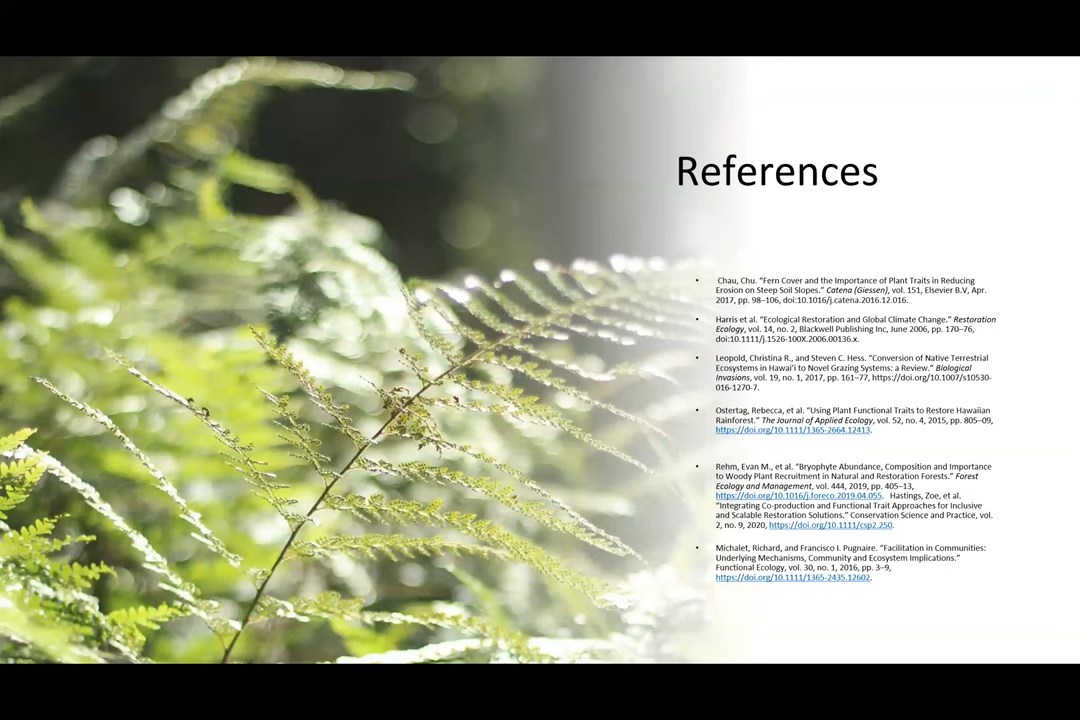 References
• Chau, Chu. “Fern Cover and the Importance of Plant Traits in Reducing
Erosion on Steep Soil Slopes.” Catena (Giessen), vol. 151, Elsevier B.V, Apr.
2017, pp. 98–106, doi:10.1016/j.catena.2016.12.016.
• Harris et al. “Ecological Restoration and Global Climate Change.” Restoration
Ecology, vol. 14, no. 2, Blackwell Publishing Inc, June 2006, pp. 170–76,
doi:10.1111/j.1526-100X.2006.00136.x.
• Leopold, Christina R., and Steven C. Hess. “Conversion of Native Terrestrial
Ecosystems in Hawai‘i to Novel Grazing Systems: a Review.” Biological
Invasions, vol. 19, no. 1, 2017, pp. 161–77, https://doi.org/10.1007/s10530-
016-1270-7.
• Ostertag, Rebecca, et al. “Using Plant Functional Traits to Restore Hawaiian
Rainforest.” The Journal of Applied Ecology, vol. 52, no. 4, 2015, pp. 805–09,
https://doi.org/10.1111/1365-2664.12413.
• Rehm, Evan M., et al. “Bryophyte Abundance, Composition and Importance
to Woody Plant Recruitment in Natural and Restoration Forests.” Forest
Ecology and Management, vol. 444, 2019, pp. 405–13,
https://doi.org/10.1016/j.foreco.2019.04.055. Hastings, Zoe, et al.
“Integrating Co-production and Functional Trait Approaches for Inclusive
and Scalable Restoration Solutions.” Conservation Science and Practice, vol.
2, no. 9, 2020, https://doi.org/10.1111/csp2.250.
• Michalet, Richard, and Francisco I. Pugnaire. “Facilitation in Communities:
Underlying Mechanisms, Community and Ecosystem Implications.”
Functional Ecology, vol. 30, no. 1, 2016, pp. 3–9,
https://doi.org/10.1111/1365-2435.12602.